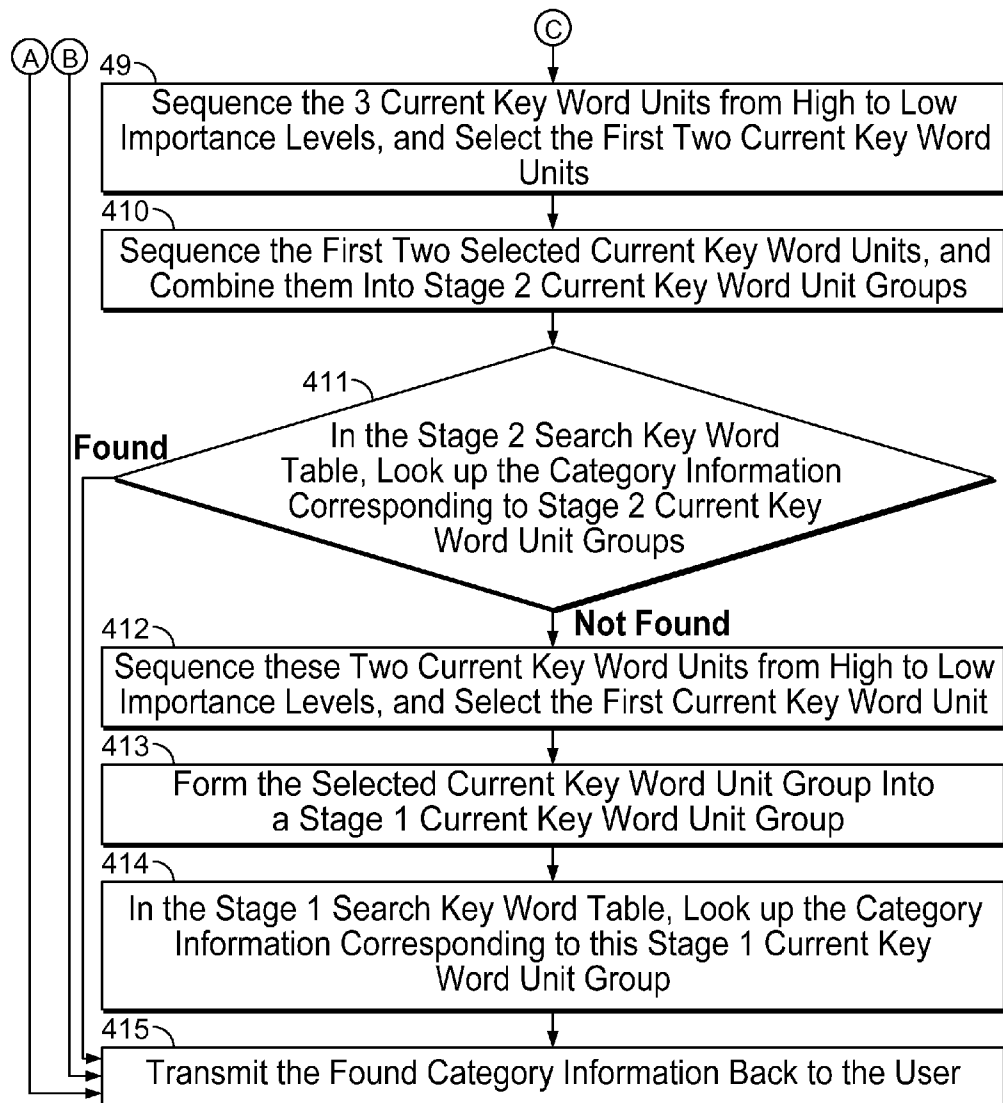 A B
C
49
Sequence the 3 Current Key Word Units from High to Low
Importance Levels, and Select the First Two Current Key Word
Units
410
Sequence the First Two Selected Current Key Word Units, and
Combine them Into Stage 2 Current Key Word Unit Groups
411
Found
In the Stage 2 Search Key Word
Table, Look up the Category Information
Corresponding to Stage 2 Current Key
Word Unit Groups
Not Found
412
Sequence these Two Current Key Word Units from High to Low
Importance Levels, and Select the First Current Key Word Unit
413
Form the Selected Current Key Word Unit Group Into
a Stage 1 Current Key Word Unit Group
414
In the Stage 1 Search Key Word Table, Look up the Category
Information Corresponding to this Stage 1 Current Key
Word Unit Group
415
Transmit the Found Category Information Back to the User